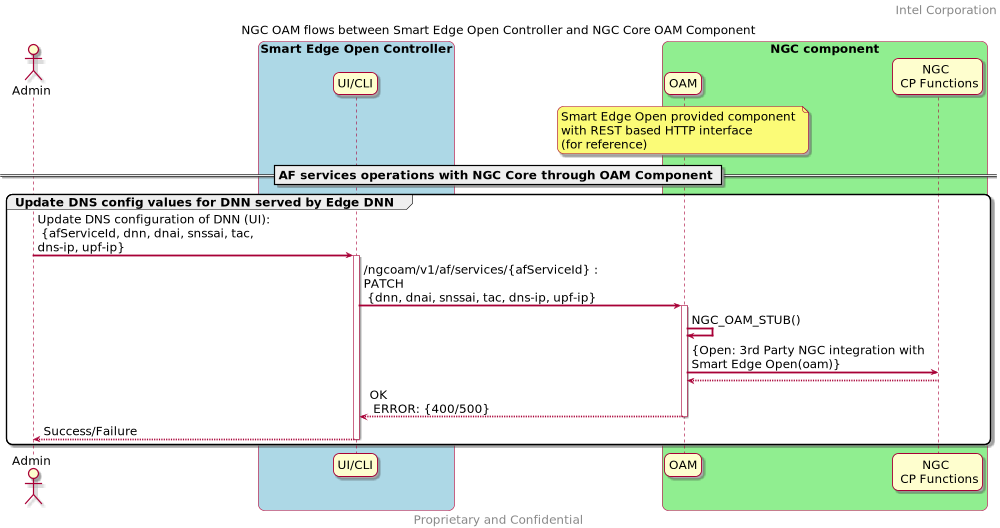 Intel Corporation
NGC OAM flows between Smart Edge Open Controller and NGC Core OAM Component
Smart Edge Open Controller
NGC component
Admin
UI/CLI
OAM
NGC
CP Functions
Smart Edge Open provided component
with REST based HTTP interface
(for reference)
AF services operations with NGC Core through OAM Component
Update DNS config values for DNN served by Edge DNN
Update DNS configuration of DNN (UI):
{afServiceId, dnn, dnai, snssai, tac,
dns-ip, upf-ip}
/ngcoam/v1/af/services/{afServiceId} :
PATCH
{dnn, dnai, snssai, tac, dns-ip, upf-ip}
NGC_OAM_STUB()
{Open: 3rd Party NGC integration with
Smart Edge Open(oam)}
OK
ERROR: {400/500}
Success/Failure
Admin
UI/CLI
OAM
NGC
CP Functions
Proprietary and Confidential